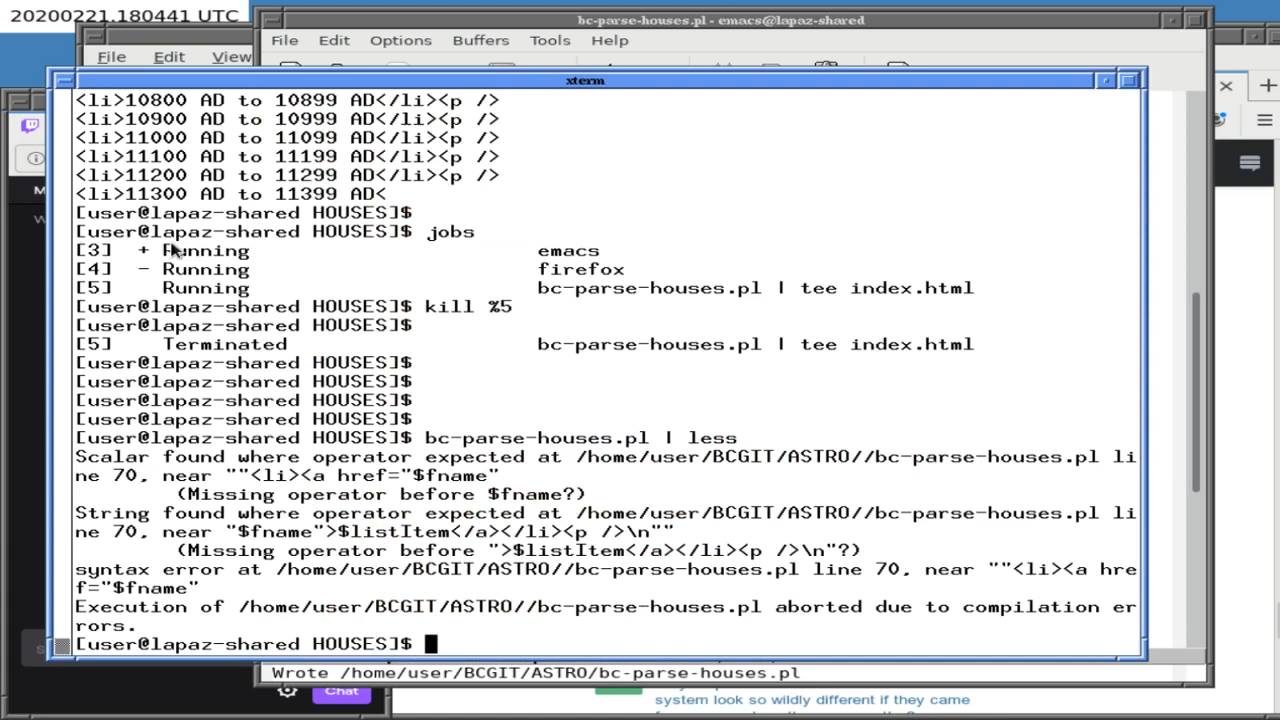 20200221.180441 UTC
bc-parse-houses.pl - emacs@lapaz-shared
File Edit View
File Edit Options Buffers Tools Help
xterm
<li>10800 AD to 10899 AD</li><p />
<li>10900 AD to 10999 AD</li><p />
<li>11000 AD to 11099 AD</li><p />
<li>11100 AD to 11199 AD</li><p />
<li>11200 AD to 11299 AD</li><p />
<li>11300 AD to 11399 AD<
[user@lapaz-shared HOUSES]$
[user@lapaz-shared HOUSES]$ jobs
[3] + Running emacs
[4] - Running firefox
[5] Running bc-parse-houses.pl | tee index.html
[user@lapaz-shared HOUSES]$ kill %5
[user@lapaz-shared HOUSES]$
[5] Terminated bc-parse-houses.pl | tee index.html
[user@lapaz-shared HOUSES]$
[user@lapaz-shared HOUSES]$
[user@lapaz-shared HOUSES]$
[user@lapaz-shared HOUSES]$
[user@lapaz-shared HOUSES]$ bc-parse-houses.pl | less
Scalar found where operator expected at /home/user/BCGIT/ASTRO//bc-parse-houses.pl li
ne 70, near ""<li><a href="$fname"
(Missing operator before $fname?)
String found where operator expected at /home/user/BCGIT/ASTRO//bc-parse-houses.pl li
ne 70, near "$fname">$listItem</a></li><p />\n""
(Missing operator before ">$listItem</a></li><p />\n"?)
syntax error at /home/user/BCGIT/ASTRO//bc-parse-houses.pl line 70, near ""<li><a hre
f="$fname"
Execution of /home/user/BCGIT/ASTRO//bc-parse-houses.pl aborted due to compilation er
rors.
[user@lapaz-shared HOUSES]$
Wrote /home/user/BCGIT/ASTRO/bc-parse-houses.pl
Chat
system look so wildly different if they came